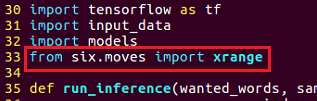 30 import tensorflow as tf
31 import input_data
32 import models
33 from six.moves import xrange
34
35 def run_inference(wanted_words, sam